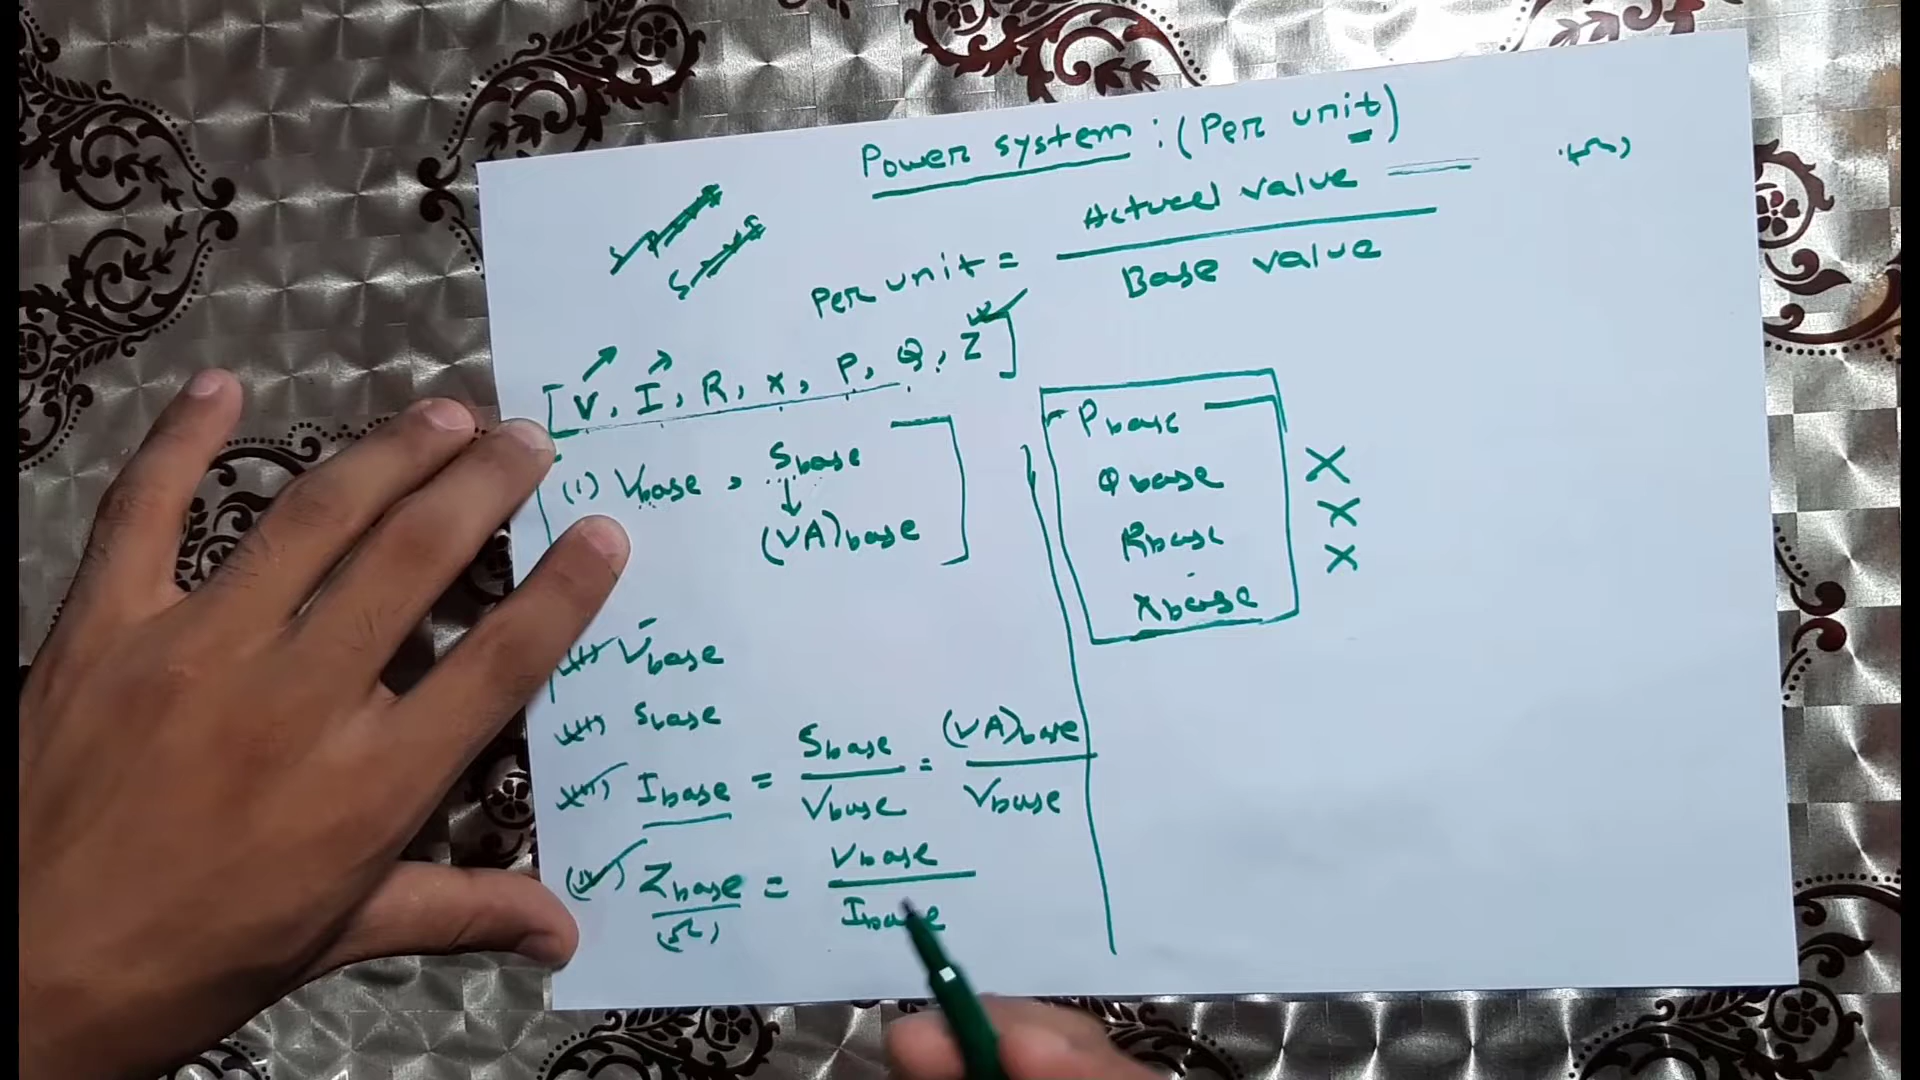 Power system : (Per unit)
Per unit = Actual value / Base value
(Ω)
[V, I, R, X, P, Q, Z]
(i) Vbase, Sbase
(VA)base
Pbase
Qbase X
Rbase X
Xbase X
Vbase
Sbase
Ibase = Sbase / Vbase = (VA)base / Vbase
(iv) Zbase = Vbase / Ibase
(Ω)